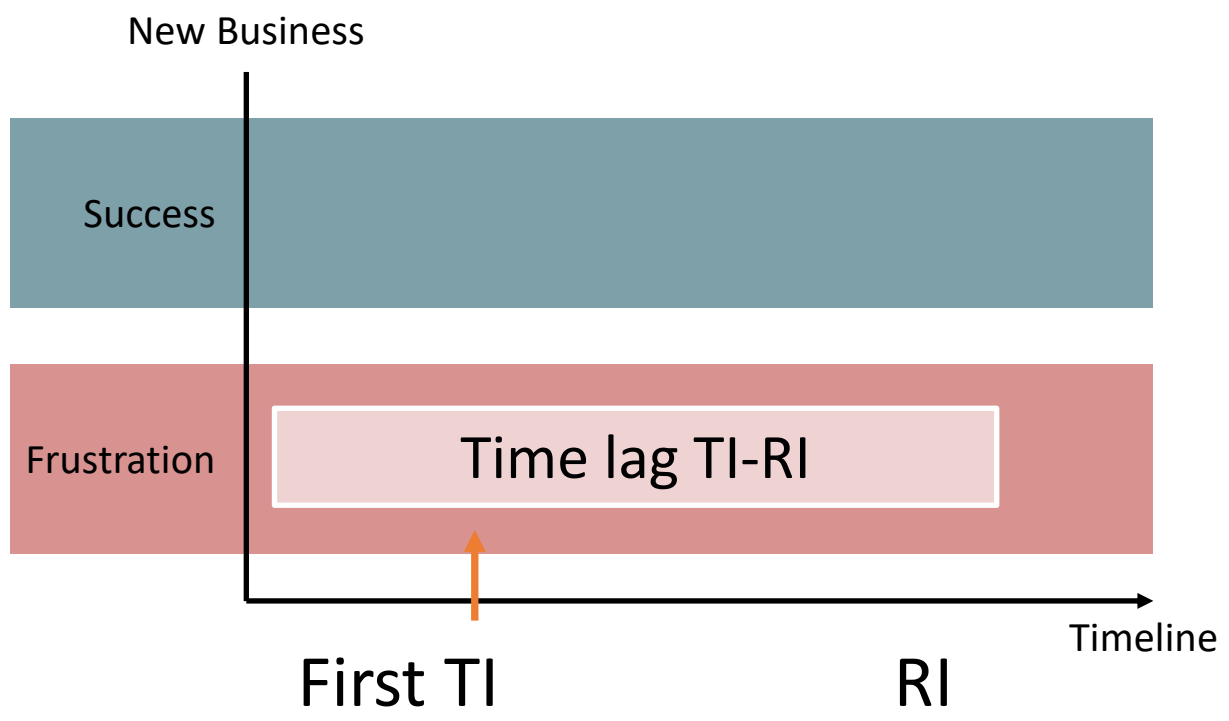 New Business
Success
Frustration
Time lag TI-RI
Timeline
First TI
RI